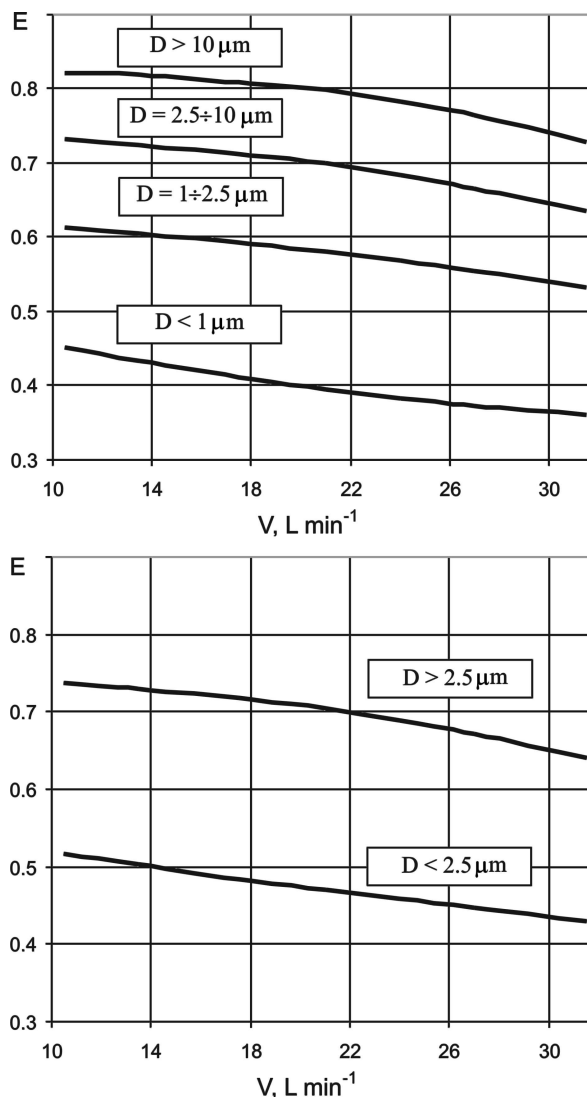 E
D > 10 μm
0.8
D = 2.5÷10 μm
0.7
D = 1÷2.5 μm
0.6
0.5
D < 1 μm
0.4
0.3
10 14 18 22 26 30
V, L min⁻¹
E
0.8
D > 2.5 μm
0.7
0.6
0.5
D < 2.5 μm
0.4
0.3
10 14 18 22 26 30
V, L min⁻¹